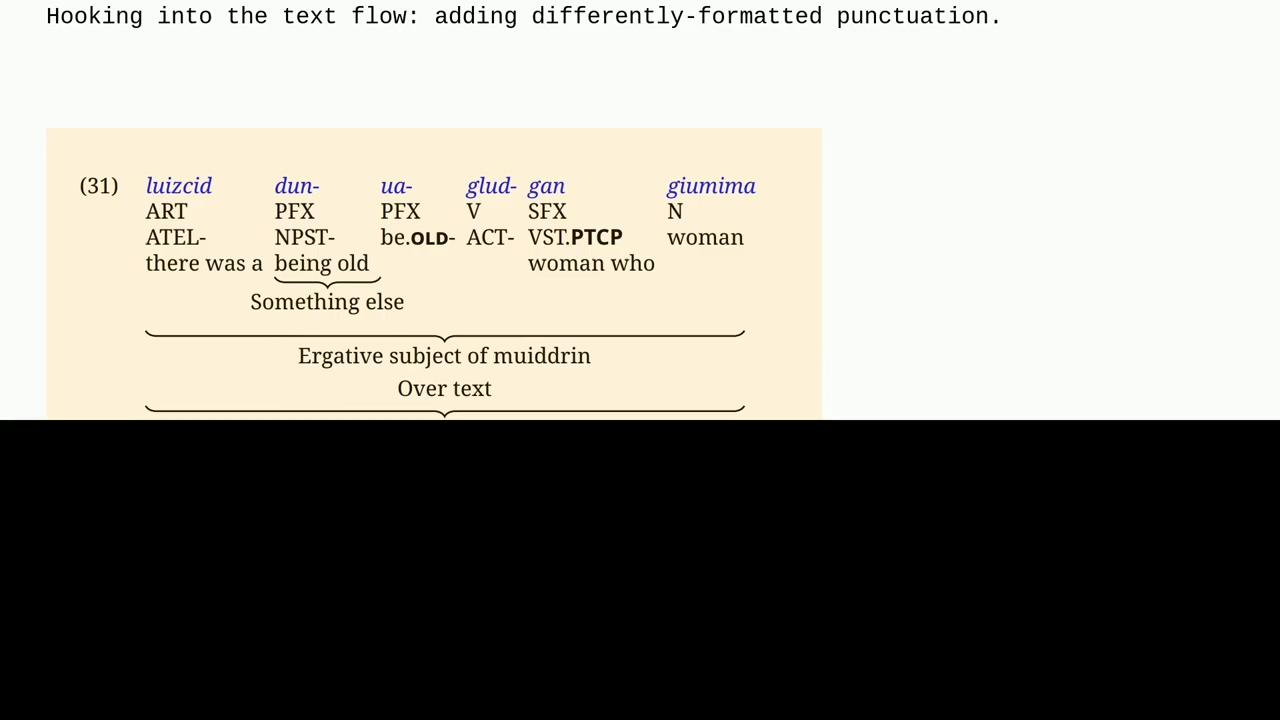 Hooking into the text flow: adding differently-formatted punctuation.
(31) luizcid dun- ua- glud- gan giumima
ART PFX PFX V SFX N
ATEL- NPST- be.OLD- ACT- VST.PTCP woman
there was a being old woman who
Something else
Ergative subject of muiddrin
Over text